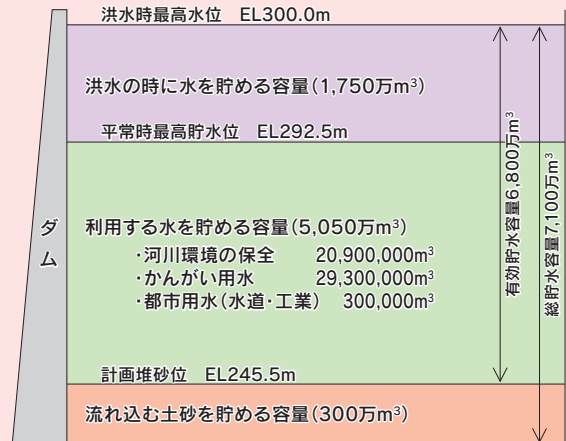 洪水時最高水位 EL300.0m
洪水の時に水を貯める容量(1,750万m³)
平常時最高貯水位 EL292.5m
ダム
利用する水を貯める容量(5,050万m³)
・河川環境の保全 20,900,000m³
・かんがい用水 29,300,000m³
・都市用水(水道・工業) 300,000m³
有効貯水容量6,800万m³
総貯水容量7,100万m³
計画堆砂位 EL245.5m
流れ込む土砂を貯める容量(300万m³)